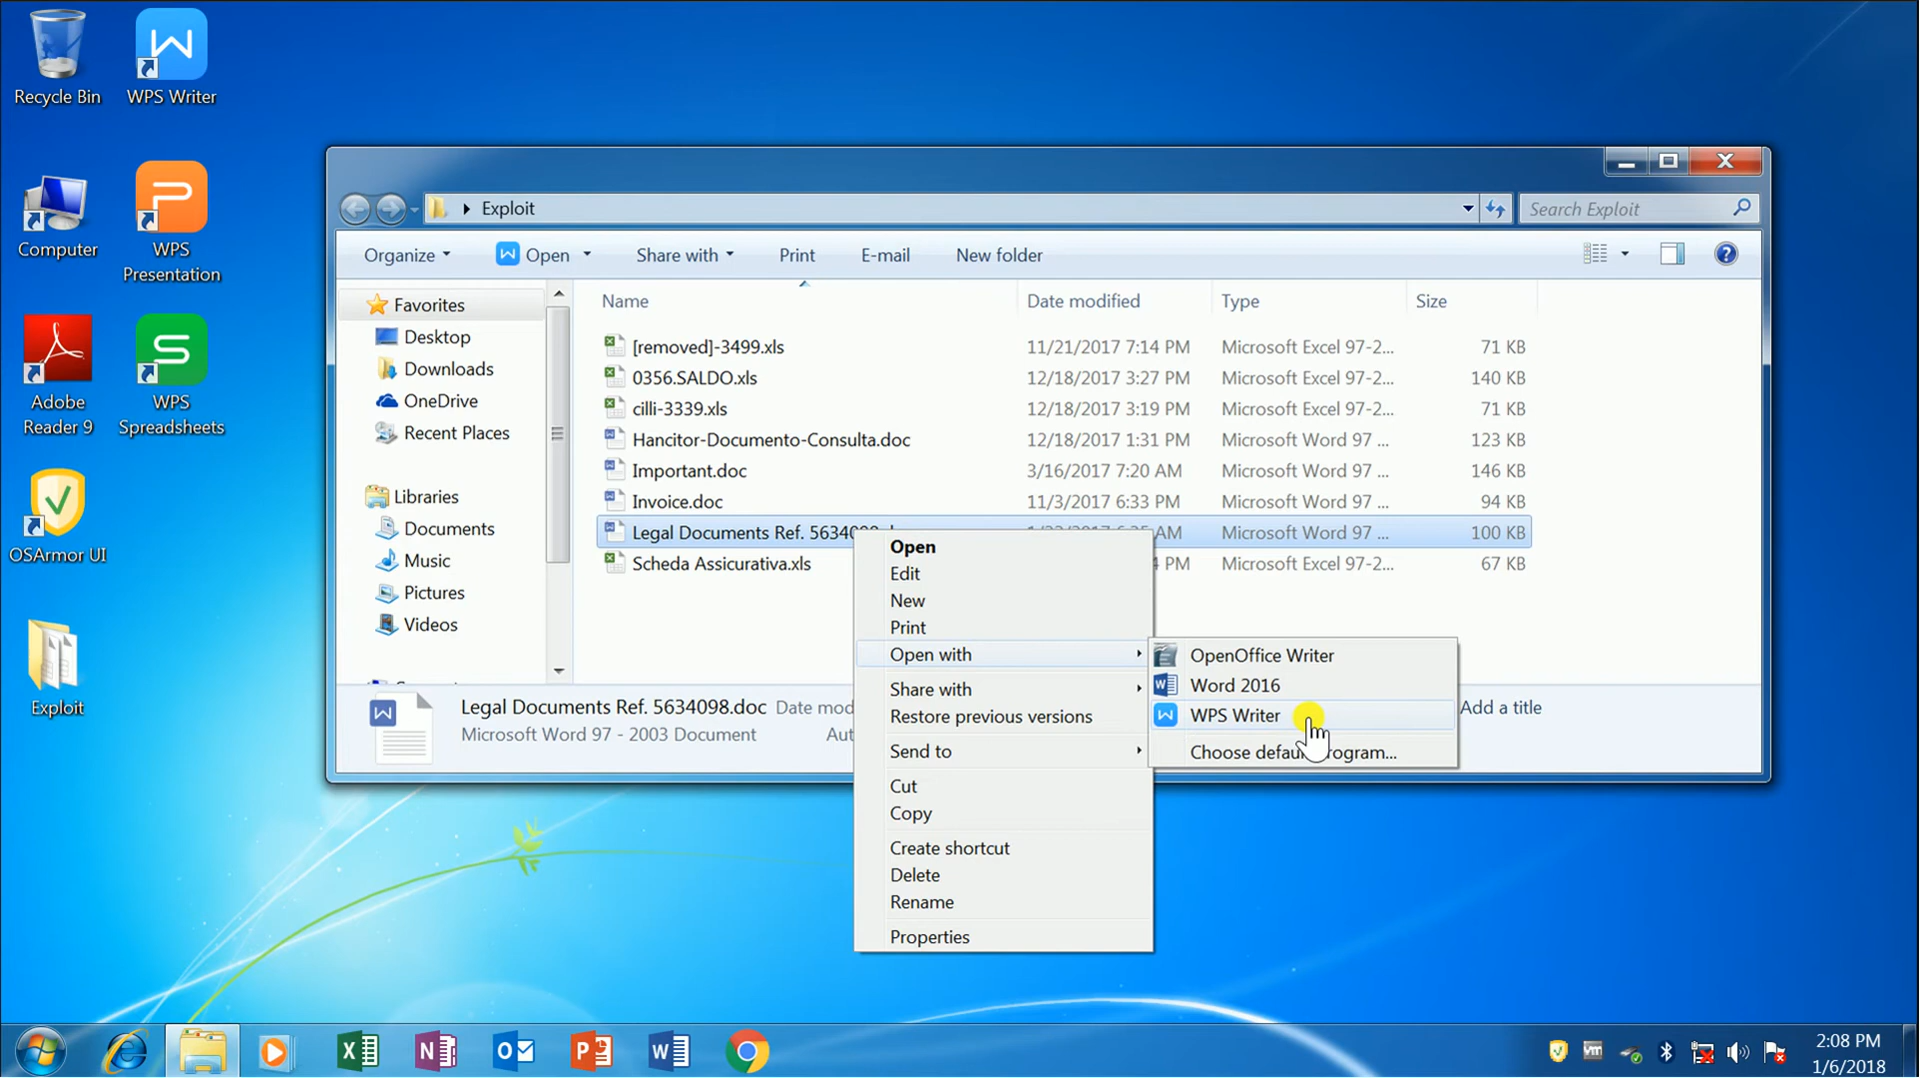 Recycle Bin
WPS Writer
Computer
WPS
Presentation
Adobe
Reader 9
WPS
Spreadsheets
OSArmor UI
Exploit
Exploit
Search Exploit
Organize
Open
Share with
Print
E-mail
New folder
Favorites
Desktop
Downloads
OneDrive
Recent Places
Libraries
Documents
Music
Pictures
Videos
Name Date modified Type Size
[removed]-3499.xls 11/21/2017 7:14 PM Microsoft Excel 97-2... 71 KB
0356.SALDO.xls 12/18/2017 3:27 PM Microsoft Excel 97-2... 140 KB
cilli-3339.xls 12/18/2017 3:19 PM Microsoft Excel 97-2... 71 KB
Hancitor-Documento-Consulta.doc 12/18/2017 1:31 PM Microsoft Word 97 ... 123 KB
Important.doc 3/16/2017 7:20 AM Microsoft Word 97 ... 146 KB
Invoice.doc 11/3/2017 6:33 PM Microsoft Word 97 ... 94 KB
Legal Documents Ref. AM Microsoft Word 97 ... 100 KB
Scheda Assicurativa.xls PM Microsoft Excel 97-2... 67 KB
Open
Edit
New
Print
Open with
Share with
Restore previous versions
Send to
Cut
Copy
Create shortcut
Delete
Rename
Properties
OpenOffice Writer
Word 2016
WPS Writer
Choose default program...
Legal Documents Ref. 5634098.doc Date mod
Add a title
Microsoft Word 97 - 2003 Document Aut
2:08 PM
1/6/2018